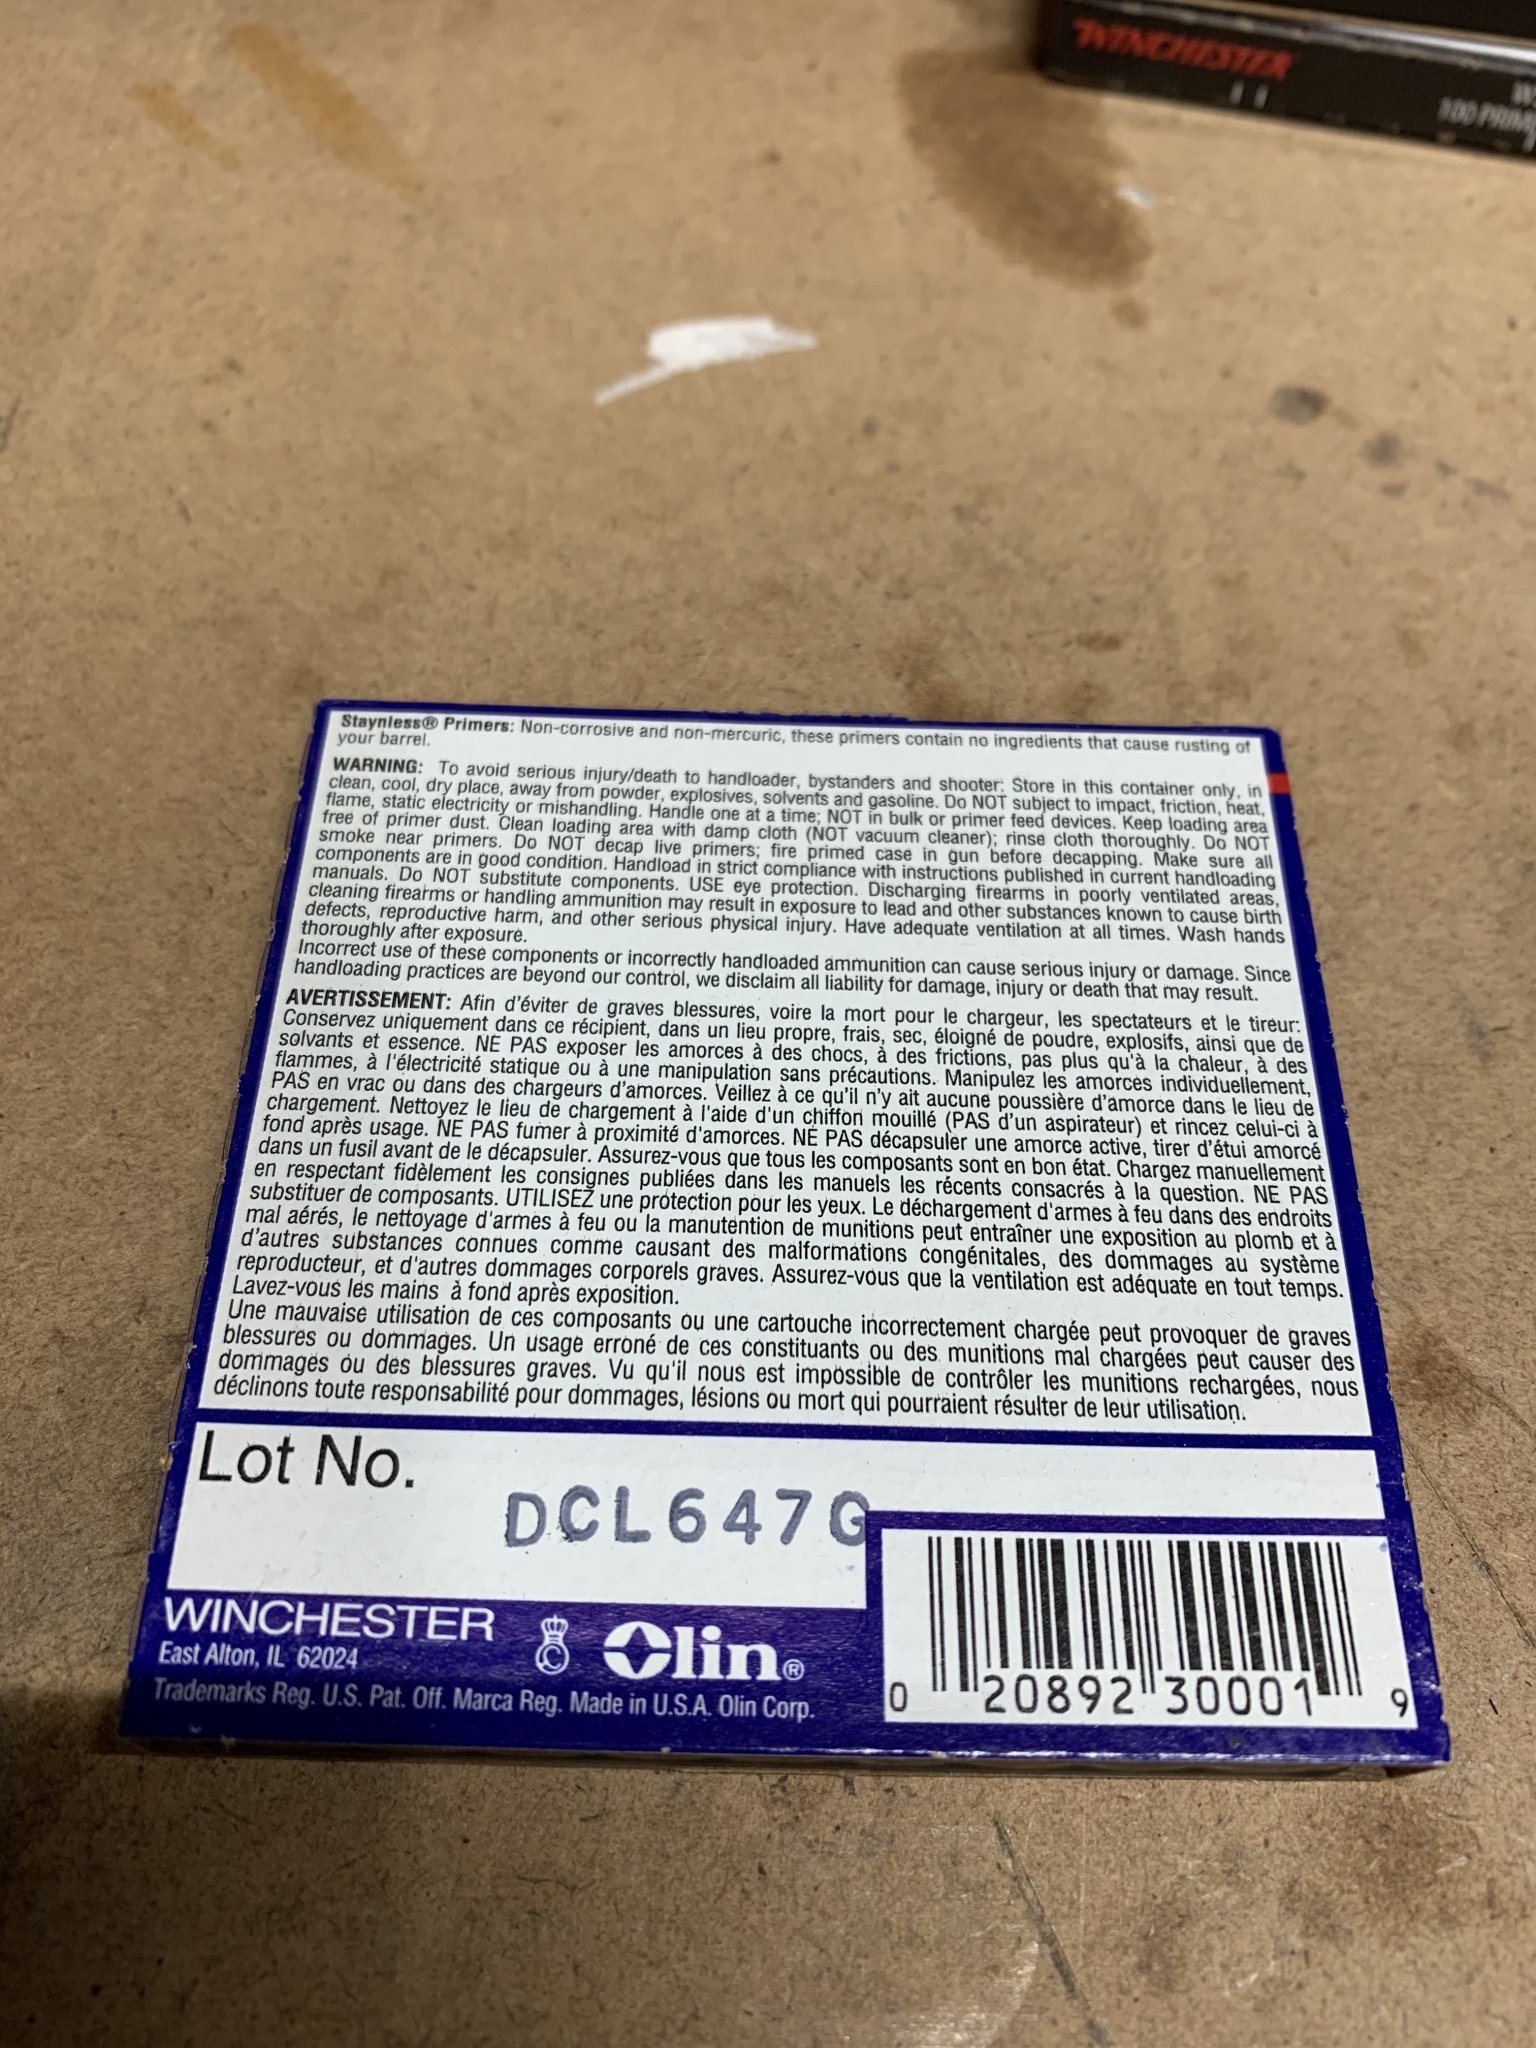 WINCHESTER
100 PRIM
Staynless® Primers: Non-corrosive and non-mercuric, these primers contain no ingredients that cause rusting of
your barrel.
WARNING: To avoid serious injury/death to handloader, bystanders and shooter: Store in this container only, in
clean, cool, dry place, away from powder, explosives, solvents and gasoline. Do NOT subject to impact, friction, heat,
flame, static electricity or mishandling. Handle one at a time; NOT in bulk or primer feed devices. Keep loading area
free of primer dust. Clean loading area with damp cloth (NOT vacuum cleaner); rinse cloth thoroughly. Do NOT
smoke near primers. Do NOT decap live primers; fire primed case in gun before decapping. Make sure all
components are in good condition. Handload in strict compliance with instructions published in current handloading
manuals. Do NOT substitute components. USE eye protection. Discharging firearms in poorly ventilated areas,
cleaning firearms or handling ammunition may result in exposure to lead and other substances known to cause birth
defects, reproductive harm, and other serious physical injury. Have adequate ventilation at all times. Wash hands
thoroughly after exposure.
Incorrect use of these components or incorrectly handloaded ammunition can cause serious injury or damage. Since
handloading practices are beyond our control, we disclaim all liability for damage, injury or death that may result.
AVERTISSEMENT: Afin d'éviter de graves blessures, voire la mort pour le chargeur, les spectateurs et le tireur:
Conservez uniquement dans ce récipient, dans un lieu propre, frais, sec, éloigné de poudre, explosifs, ainsi que de
solvants et essence. NE PAS exposer les amorces à des chocs, à des frictions, pas plus qu'à la chaleur, à des
flammes, à l'électricité statique ou à une manipulation sans précautions. Manipulez les amorces individuellement,
PAS en vrac ou dans des chargeurs d'amorces. Veillez à ce qu'il n'y ait aucune poussière d'amorce dans le lieu de
chargement. Nettoyez le lieu de chargement à l'aide d'un chiffon mouillé (PAS d'un aspirateur) et rincez celui-ci à
fond après usage. NE PAS fumer à proximité d'amorces. NE PAS décapsuler une amorce active, tirer d'étui amorcé
dans un fusil avant de le décapsuler. Assurez-vous que tous les composants sont en bon état. Chargez manuellement
en respectant fidèlement les consignes publiées dans les manuels les récents consacrés à la question. NE PAS
substituer de composants. UTILISEZ une protection pour les yeux. Le déchargement d'armes à feu dans des endroits
mal aérés, le nettoyage d'armes à feu ou la manutention de munitions peut entraîner une exposition au plomb et à
d'autres substances connues comme causant des malformations congénitales, des dommages au système
reproducteur, et d'autres dommages corporels graves. Assurez-vous que la ventilation est adéquate en tout temps.
Lavez-vous les mains à fond après exposition.
Une mauvaise utilisation de ces composants ou une cartouche incorrectement chargée peut provoquer de graves
blessures ou dommages. Un usage erroné de ces constituants ou des munitions mal chargées peut causer des
dommages ou des blessures graves. Vu qu'il nous est impossible de contrôler les munitions rechargées, nous
déclinons toute responsabilité pour dommages, lésions ou mort qui pourraient résulter de leur utilisation.
Lot No.
DCL647G
WINCHESTER
East Alton, IL 62024
Olin®
Trademarks Reg. U.S. Pat. Off. Marca Reg. Made in U.S.A. Olin Corp.
0 20892 30001 9